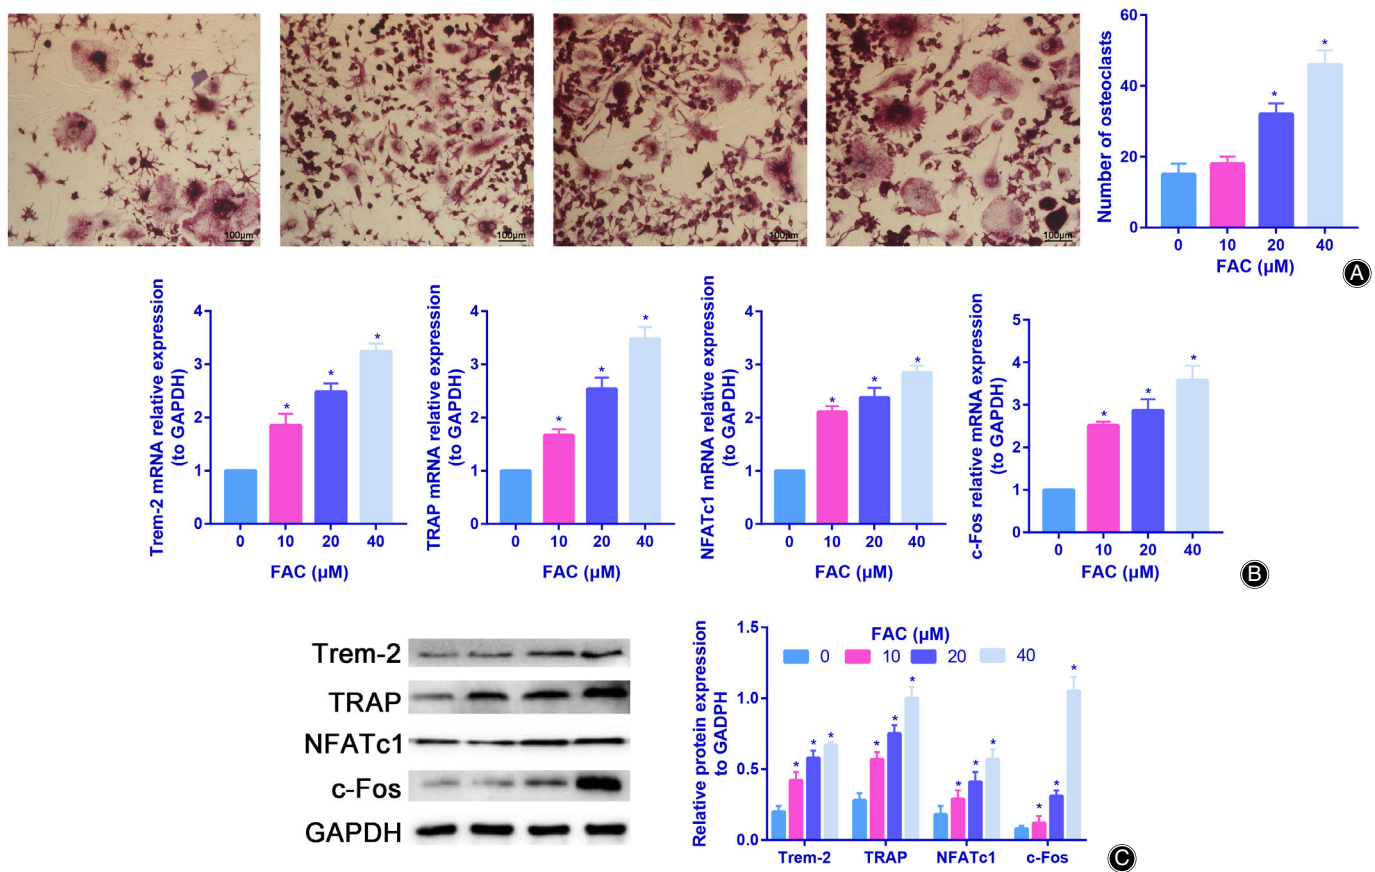 100μm
100μm
100μm
100μm
Number of osteoclasts
60
40
20
0
*
*
0 10 20 40
FAC (μM)
A
Trem-2 mRNA relative expression
(to GAPDH)
4
3
2
1
0
*
*
*
0 10 20 40
FAC (μM)
TRAP mRNA relative expression
(to GAPDH)
4
3
2
1
0
*
*
*
0 10 20 40
FAC (μM)
NFATc1 mRNA relative expression
(to GAPDH)
4
3
2
1
0
*
*
*
0 10 20 40
FAC (μM)
c-Fos relative mRNA expression
(to GAPDH)
5
4
3
2
1
0
*
*
*
0 10 20 40
FAC (μM)
B
Trem-2
TRAP
NFATc1
c-Fos
GAPDH
Relative protein expression
to GADPH
1.5
1.0
0.5
0.0
FAC (μM)
0 10 20 40
* * *
* * *
* * *
* * *
Trem-2 TRAP NFATc1 c-Fos
C